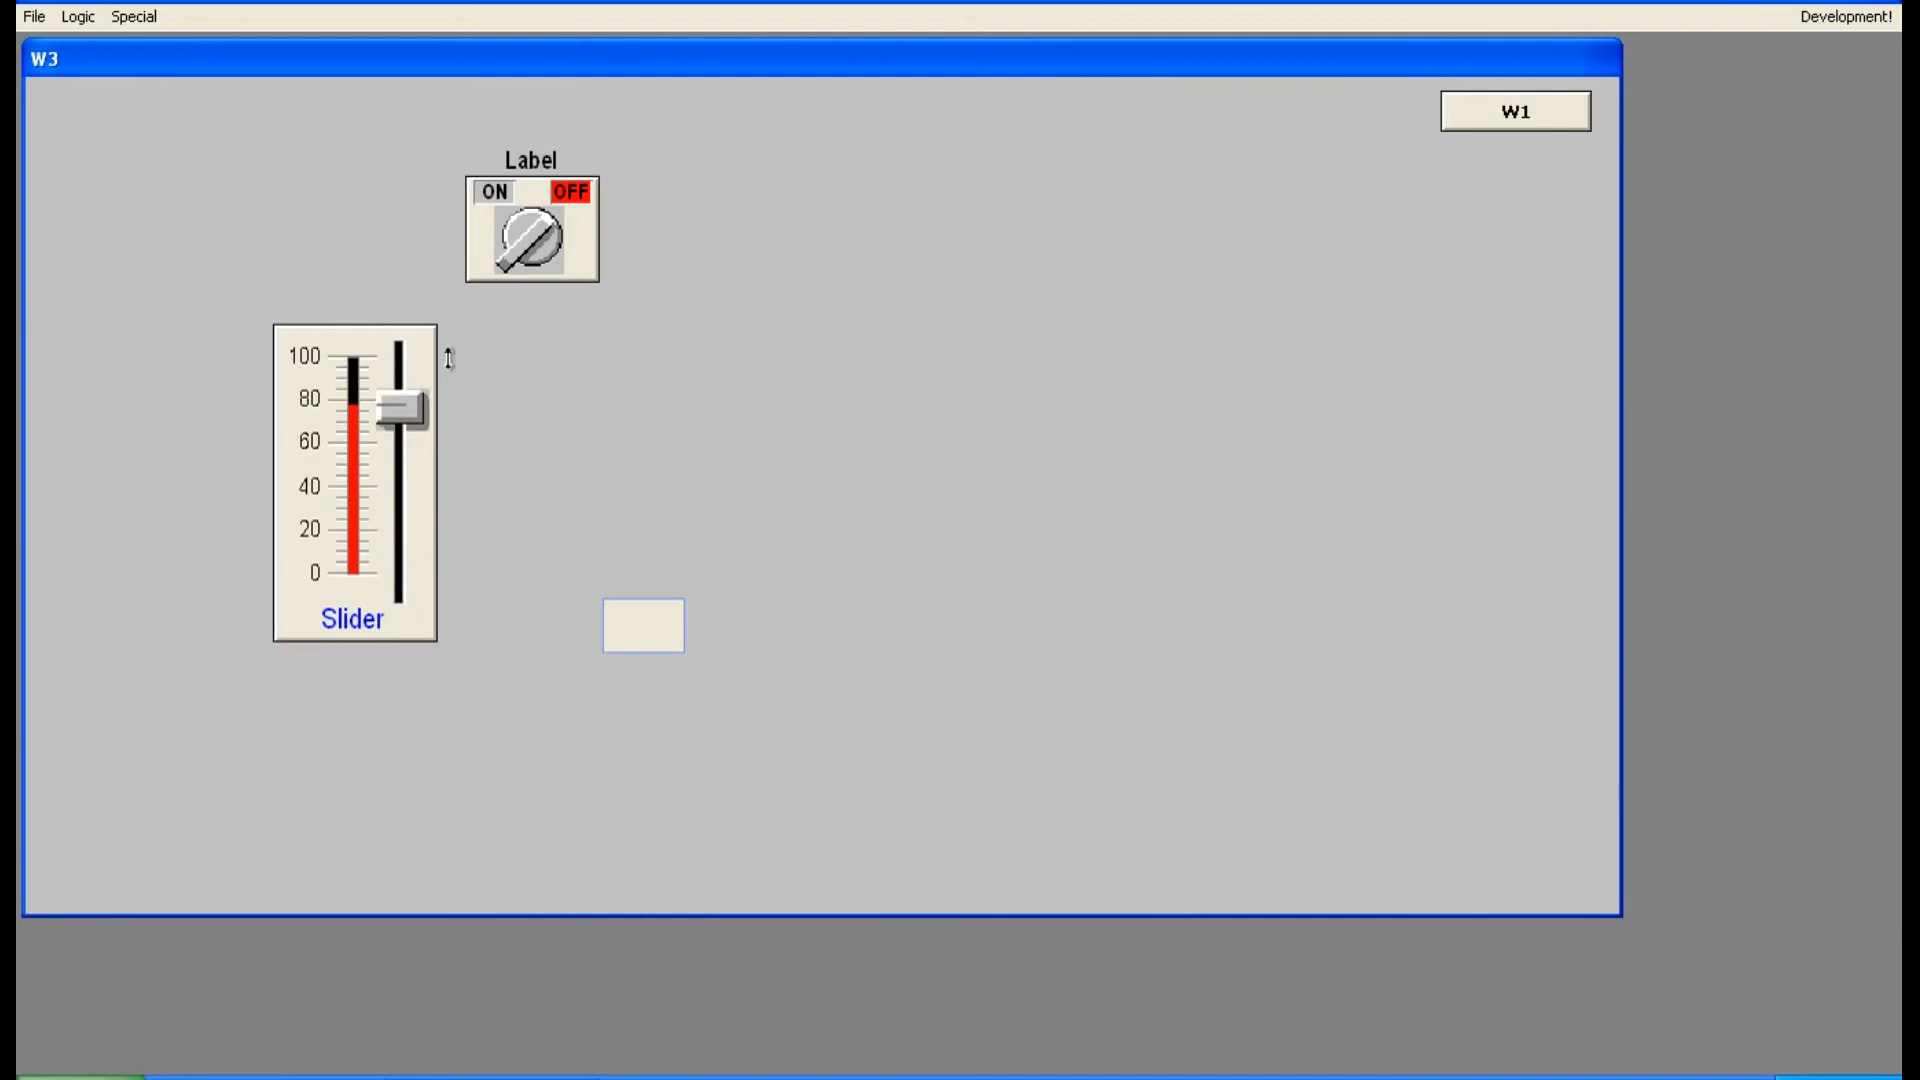 File Logic Special Development!
W3
W1
Label
ON OFF
100
80
60
40
20
0
Slider